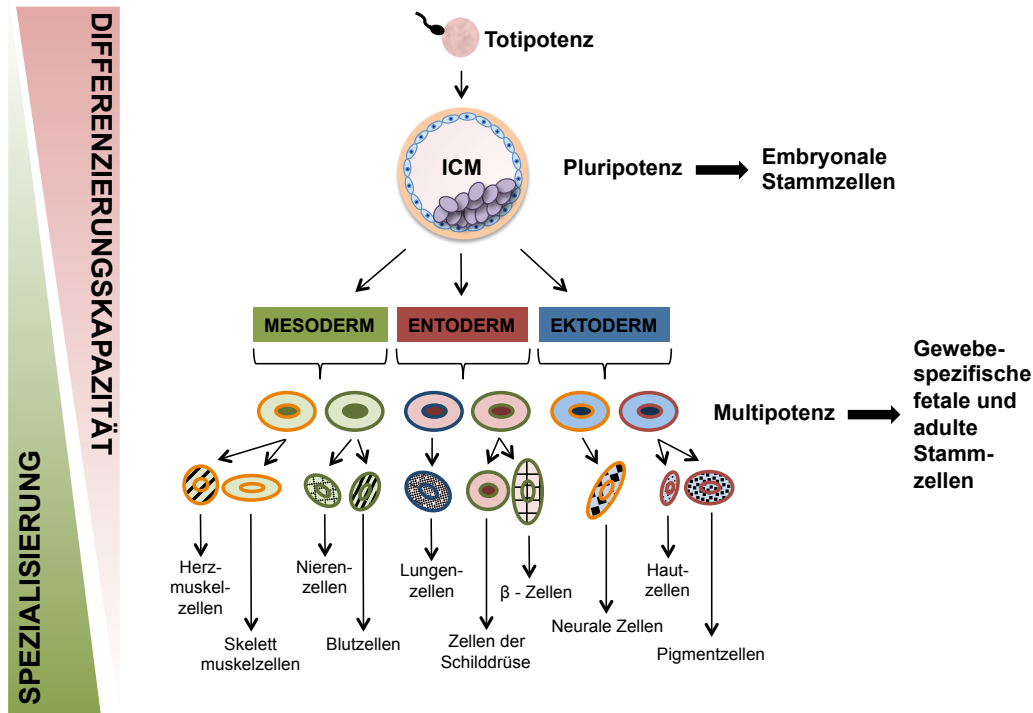 DIFFERENZIERUNGSKAPAZITÄT
SPEZIALISIERUNG
Totipotenz
ICM
Pluripotenz
Embryonale
Stammzellen
MESODERM
ENTODERM
EKTODERM
Multipotenz
Gewebe-
spezifische
fetale und
adulte
Stamm-
zellen
Herz-
muskel-
zellen
Skelett
muskelzellen
Nieren-
zellen
Blutzellen
Lungen-
zellen
Zellen der
Schilddrüse
β - Zellen
Neurale Zellen
Haut-
zellen
Pigmentzellen